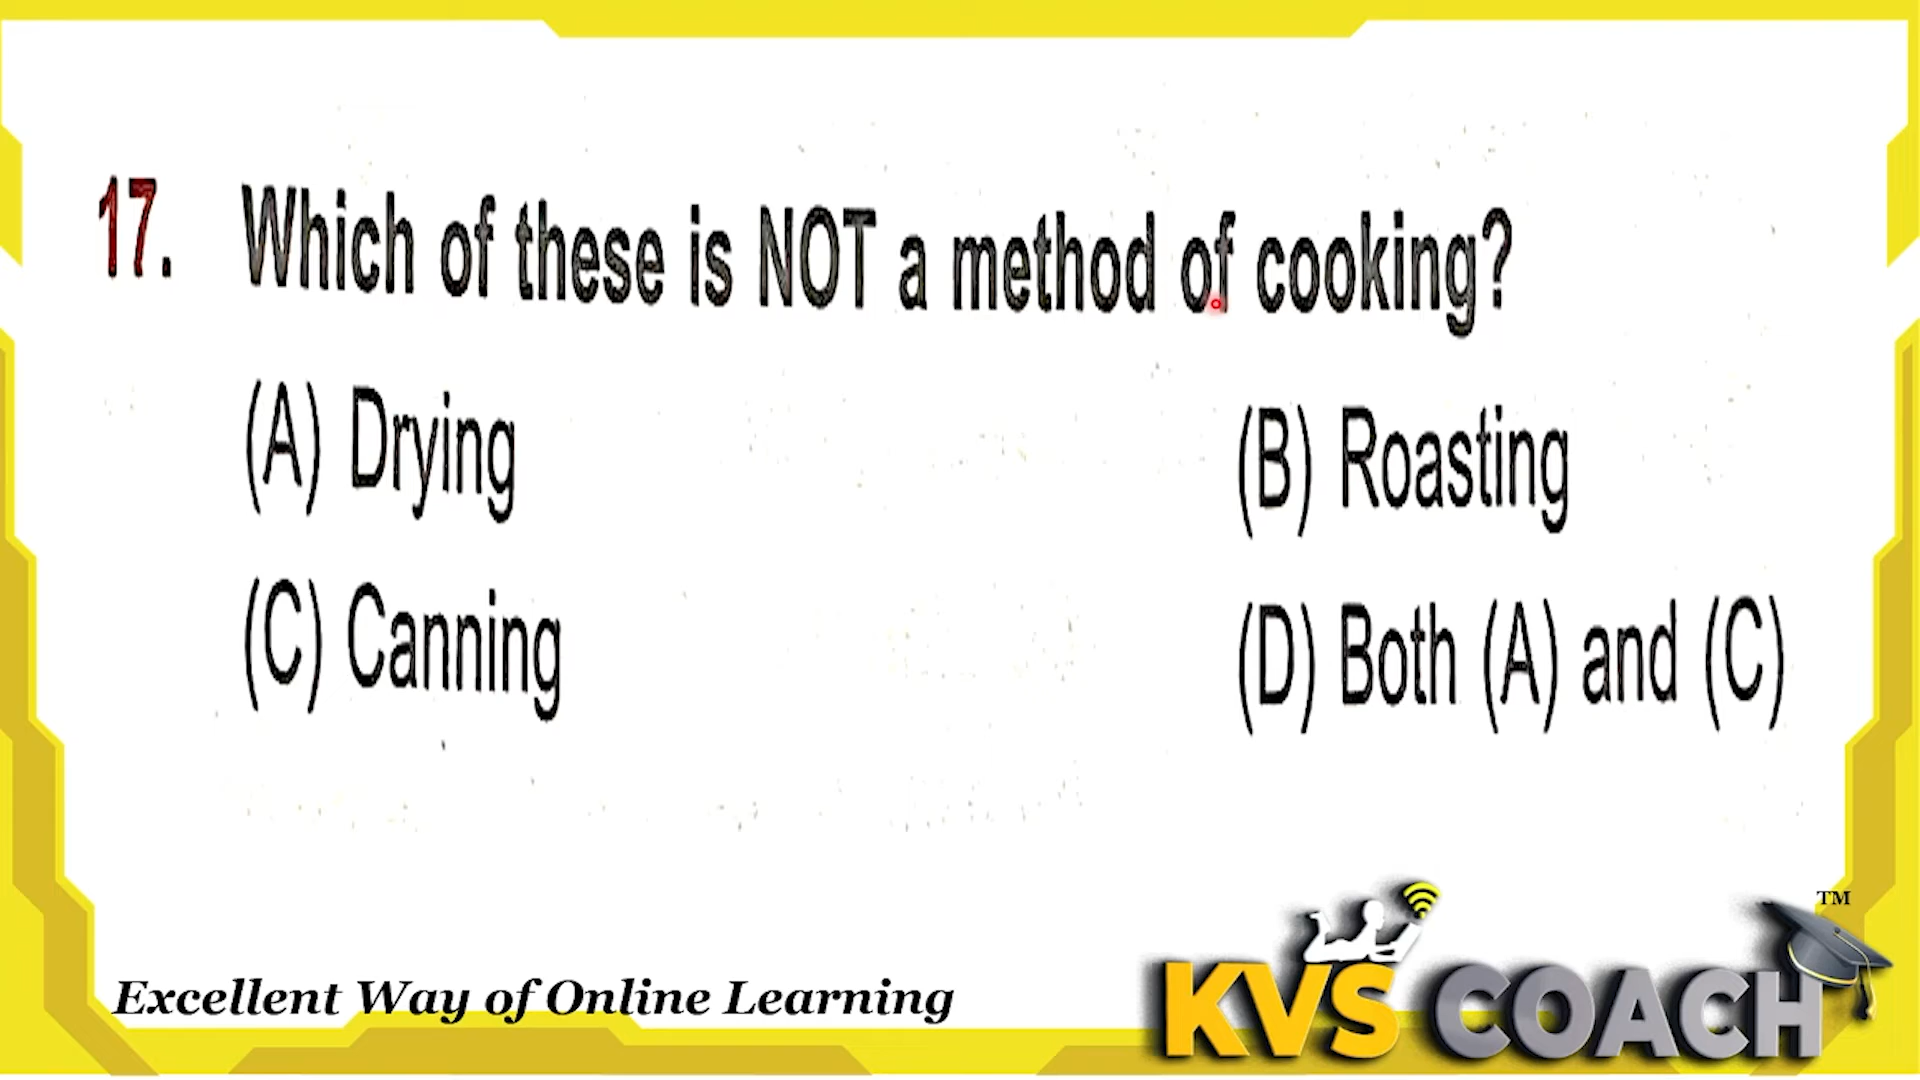 17. Which of these is NOT a method of cooking?
(A) Drying (B) Roasting
(C) Canning (D) Both (A) and (C)
Excellent Way of Online Learning
KVS COACH TM